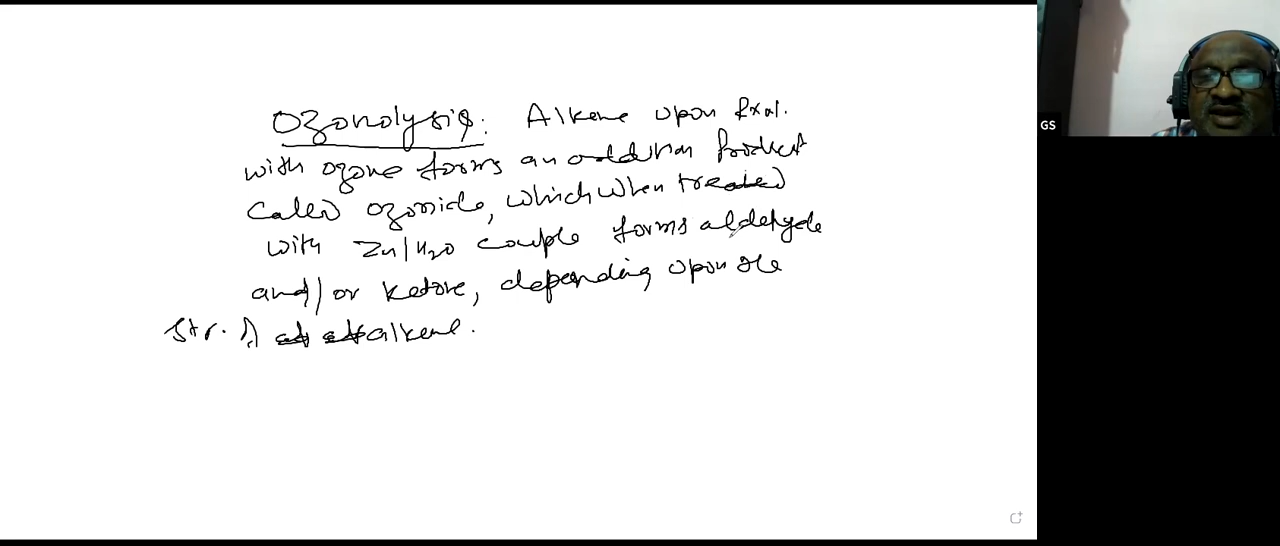 Ozonolysis: Alkene upon rxn.
with ozone forms an addition Product
Called ozonide, which when treated
with Zn/H2O couple forms aldehyde
and/or ketone, depending upon the
Str. of alkene.
GS